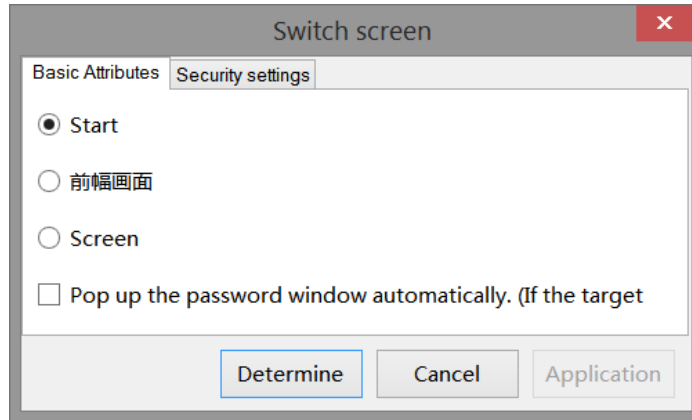 Switch screen
Basic Attributes Security settings
Start
前幅画面
Screen
Pop up the password window automatically. (If the target
Determine Cancel Application